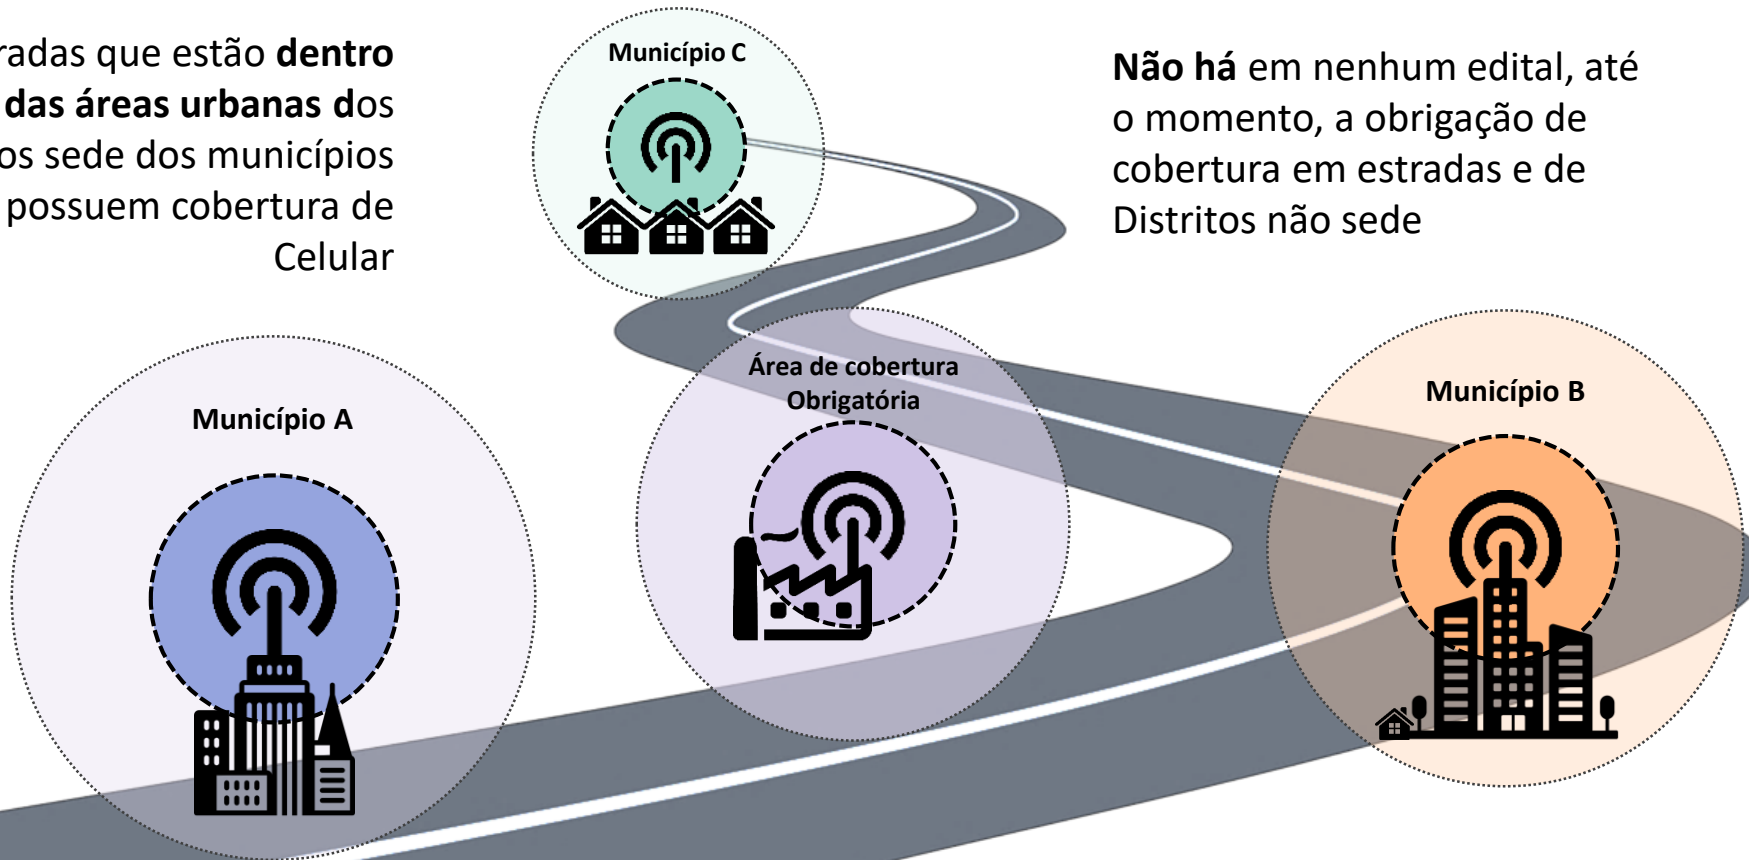 radas que estão dentro
das áreas urbanas dos
os sede dos municípios
possuem cobertura de
Celular
Município C
Não há em nenhum edital, até
o momento, a obrigação de
cobertura em estradas e de
Distritos não sede
Município A
Área de cobertura
Obrigatória
Município B